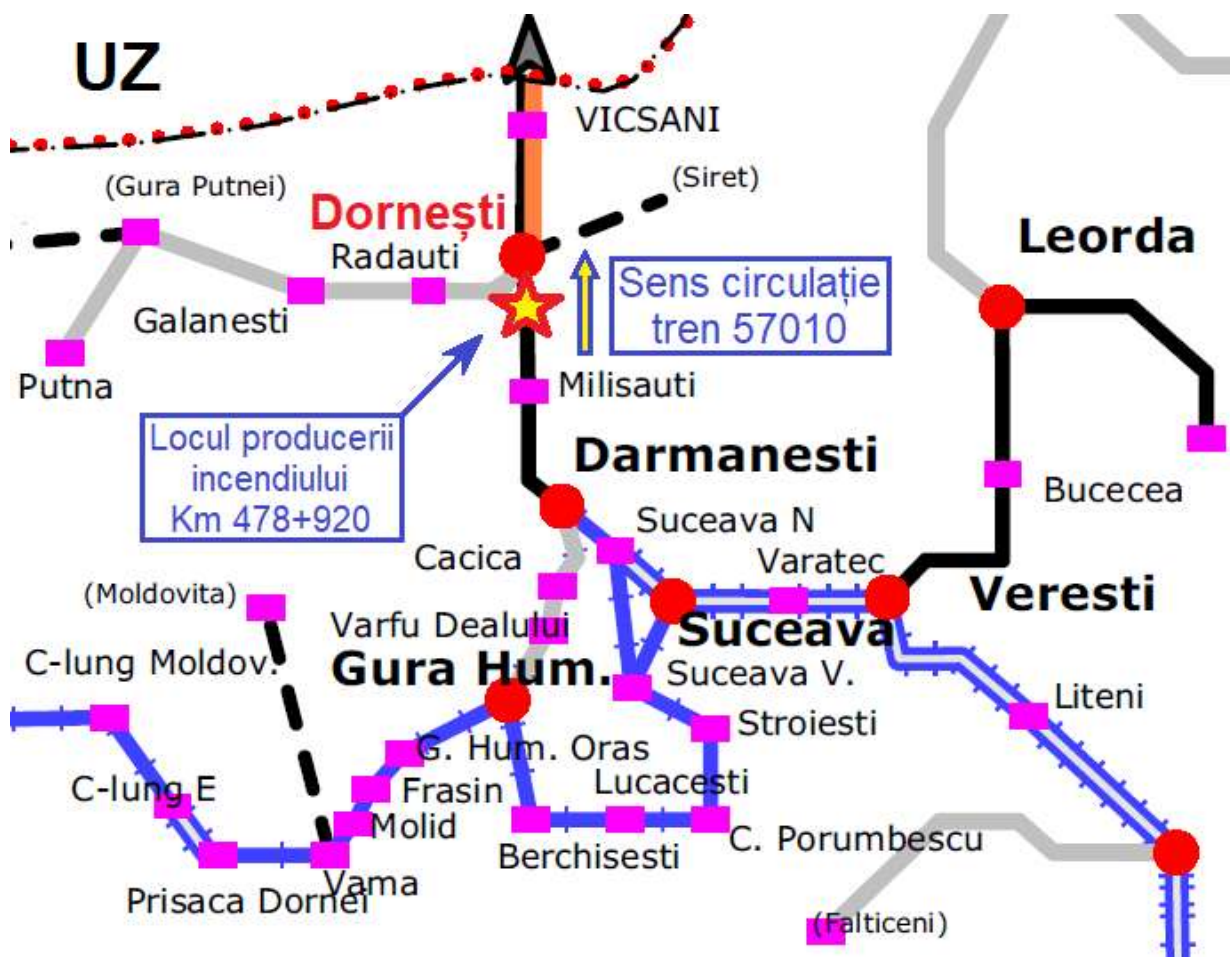 UZ
VICSANI
(Gura Putnei)
(Siret)
Dornești
Leorda
Radauti
Sens circulație
tren 57010
Galanesti
Putna
Milisauti
Locul producerii
incendiului
Km 478+920
Darmanesti
Bucecea
Suceava N
Cacica
Varatec
(Moldovita)
Veresti
Varfu Dealului
Suceava
C-lung Moldov.
Gura Hum.
Suceava V.
Liteni
Stroiesti
G. Hum. Oras
C-lung E
Frasin
Lucacesti
Molid
C. Porumbescu
Berchisesti
Vama
Prisaca Dornei
(Falticeni)